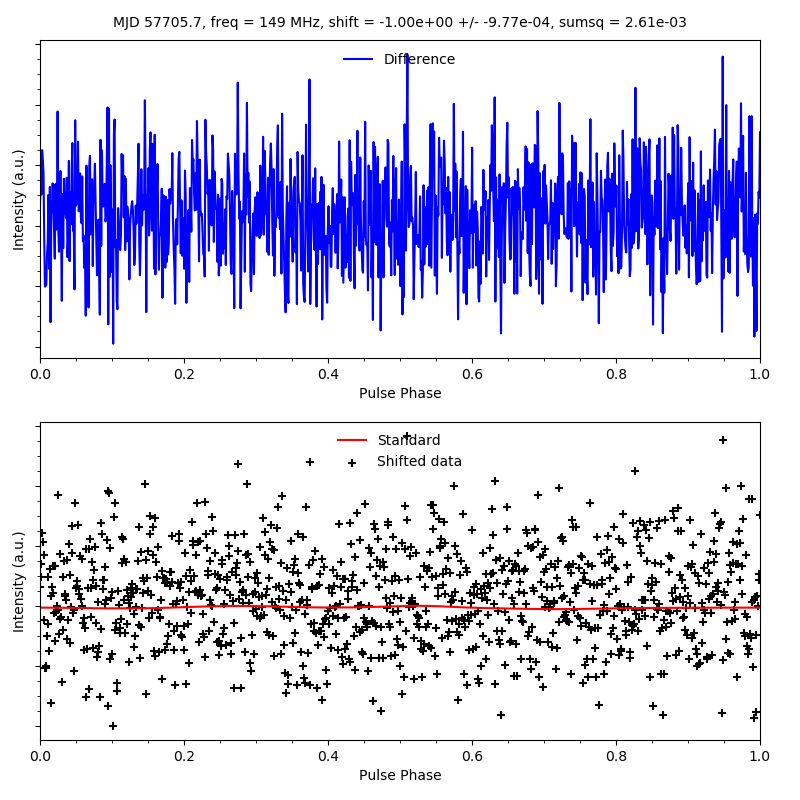 MJD 57705.7, freq = 149 MHz, shift = -1.00e+00 +/- -9.77e-04, sumsq = 2.61e-03
Difference
Intensity (a.u.)
0.0 0.2 0.4 0.6 0.8 1.0
Pulse Phase
Standard
Shifted data
Intensity (a.u.)
0.0 0.2 0.4 0.6 0.8 1.0
Pulse Phase